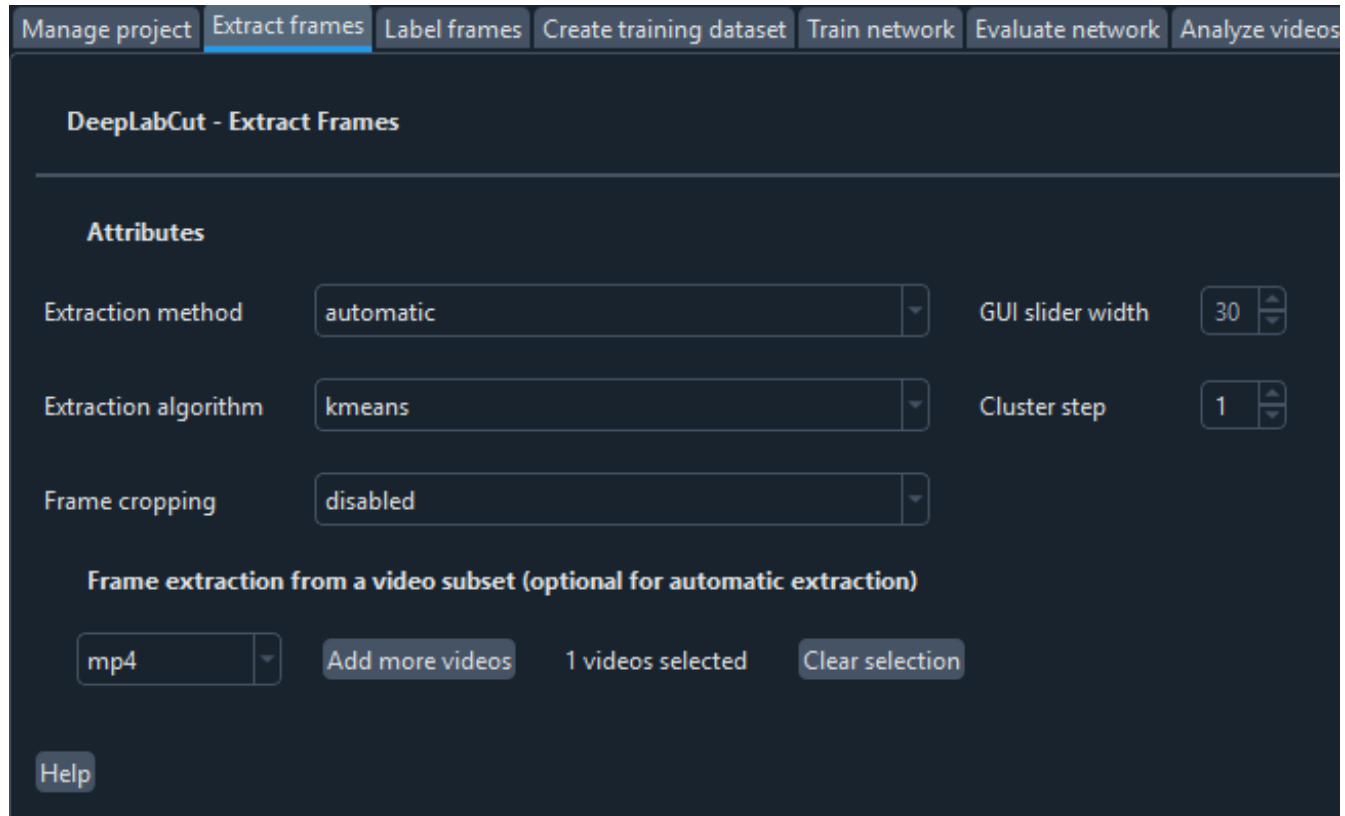 Manage project Extract frames Label frames Create training dataset Train network Evaluate network Analyze videos
DeepLabCut - Extract Frames
Attributes
Extraction method automatic GUI slider width 30
Extraction algorithm kmeans Cluster step 1
Frame cropping disabled
Frame extraction from a video subset (optional for automatic extraction)
mp4 Add more videos 1 videos selected Clear selection
Help